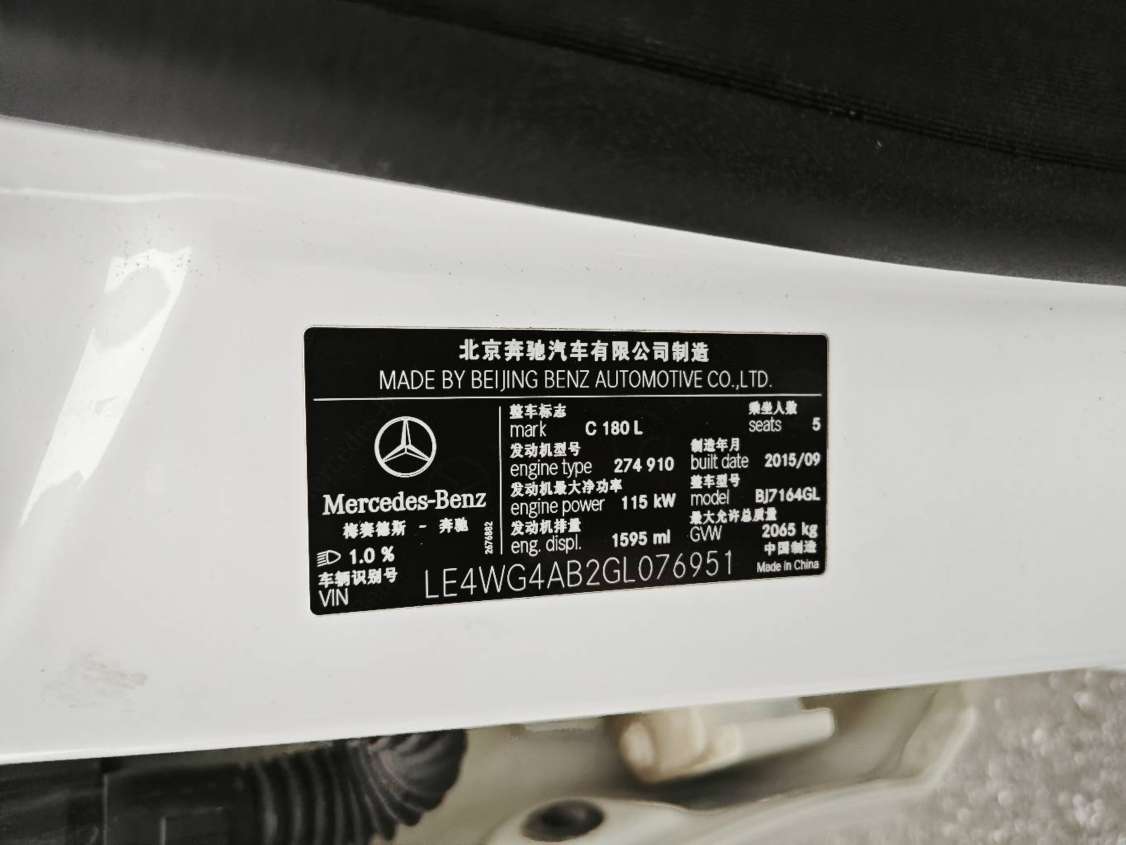 北京奔驰汽车有限公司制造
MADE BY BEIJING BENZ AUTOMOTIVE CO.,LTD.
Mercedes-Benz
梅赛德斯 - 奔驰
1.0 %
2676882
整车标志
mark C 180 L
乘坐人数
seats 5
发动机型号
engine type 274 910
制造年月
built date 2015/09
发动机最大净功率
engine power 115 kW
整车型号
model BJ7164GL
发动机排量
eng. displ. 1595 ml
最大允许总质量
GVW 2065 kg
中国制造
Made In China
车辆识别号
VIN LE4WG4AB2GL076951